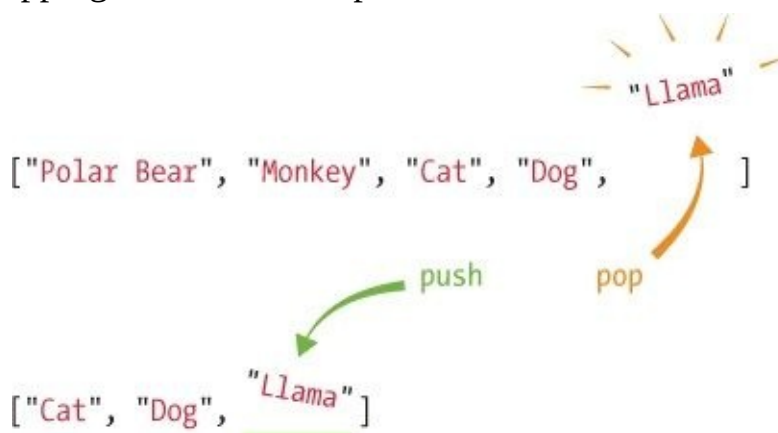 "Llama"
["Polar Bear", "Monkey", "Cat", "Dog", ]
push pop
["Cat", "Dog", "Llama"]